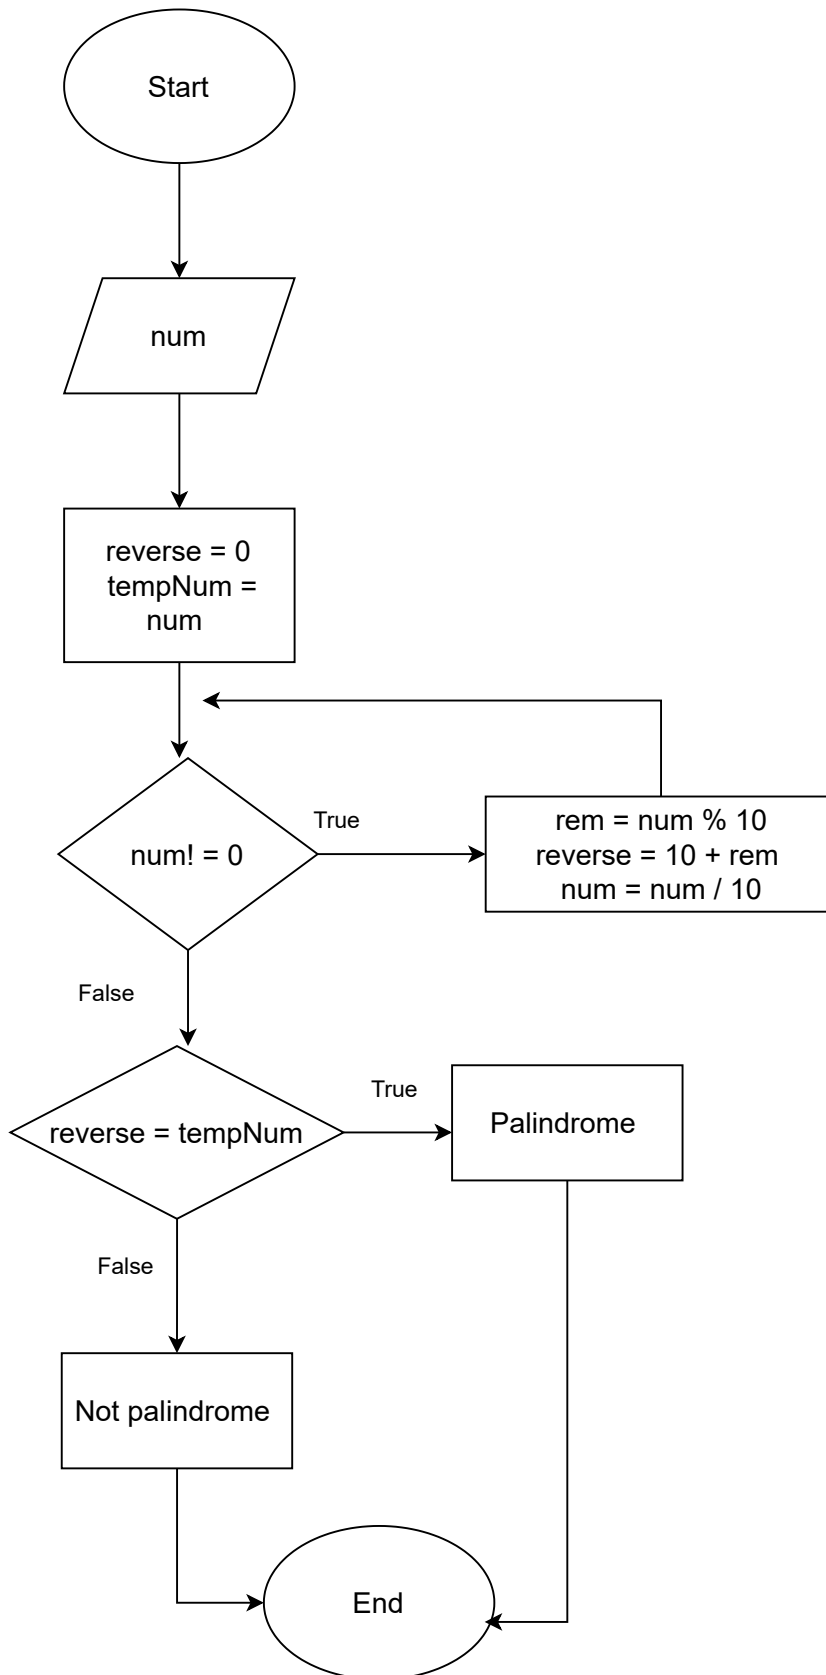 Start
num
reverse = 0
tempNum =
num
num! = 0
True
rem = num % 10
reverse = 10 + rem
num = num / 10
False
reverse = tempNum
True
Palindrome
False
Not palindrome
End